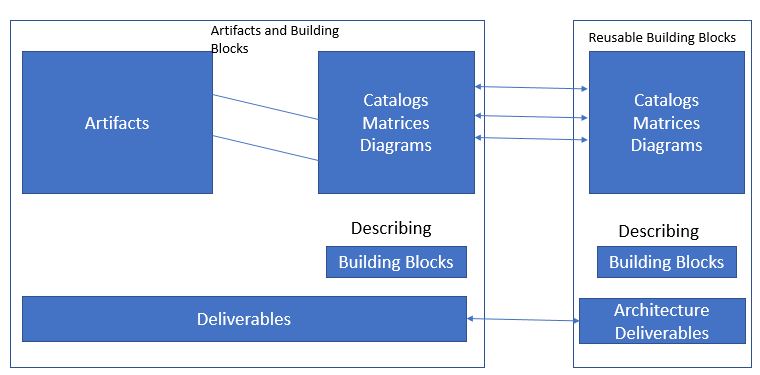 Artifacts and Building
Blocks
Artifacts
Catalogs
Matrices
Diagrams
Describing
Building Blocks
Deliverables
Reusable Building Blocks
Catalogs
Matrices
Diagrams
Describing
Building Blocks
Architecture
Deliverables